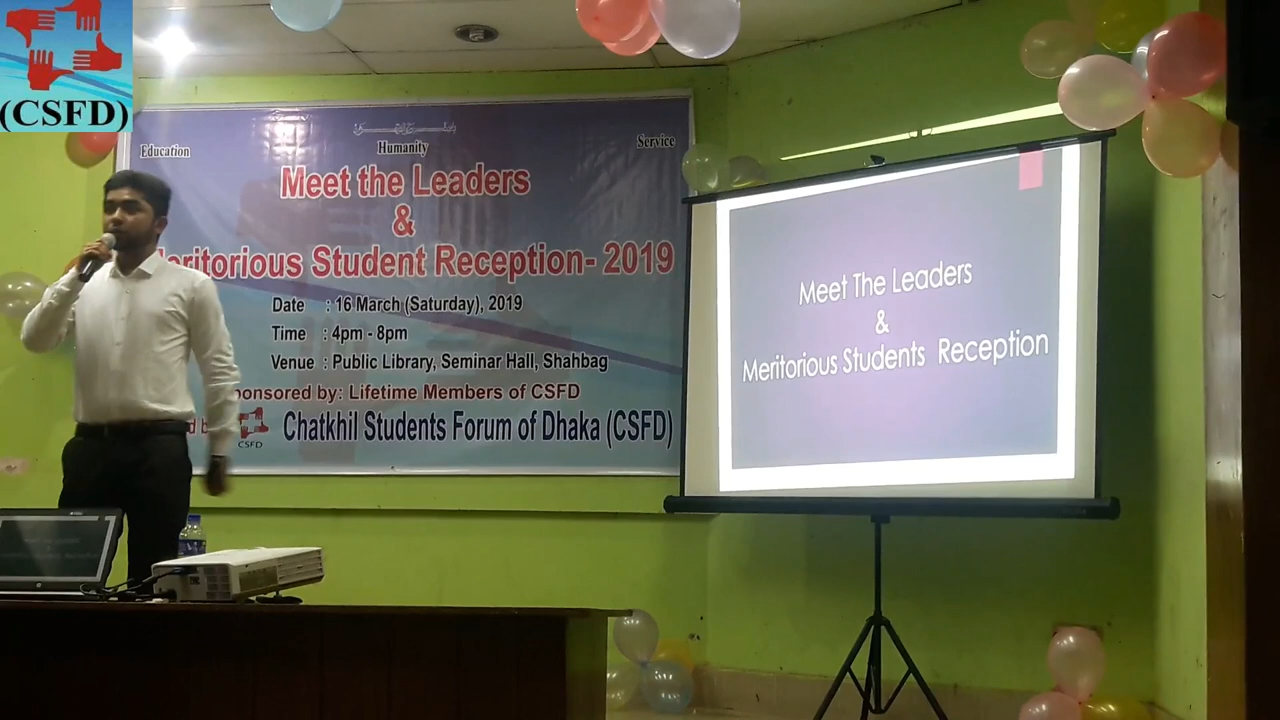 (CSFD)
Education
Humanity
Service
Meet the Leaders
&
Meritorious Student Reception- 2019
Date : 16 March (Saturday), 2019
Time : 4pm - 8pm
Venue : Public Library, Seminar Hall, Shahbag
ponsored by: Lifetime Members of CSFD
CSFD
Chatkhil Students Forum of Dhaka (CSFD)
Meet The Leaders
&
Meritorious Students Reception